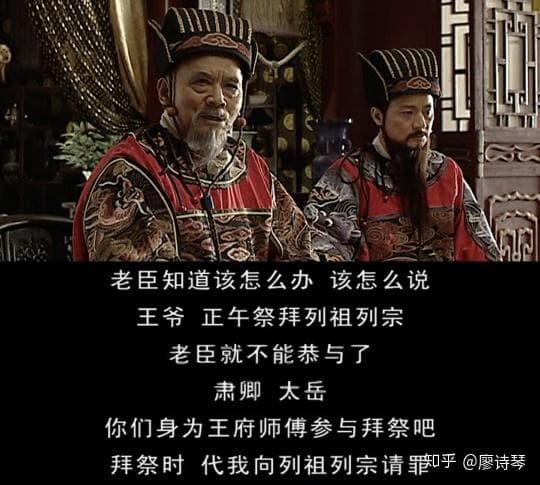 老臣知道该怎么办 该怎么说
王爷 正午祭拜列祖列宗
老臣就不能恭与了
肃卿 太岳
你们身为王府师傅参与拜祭吧
拜祭时 代我向列祖列宗请罪
知乎 @廖诗琴